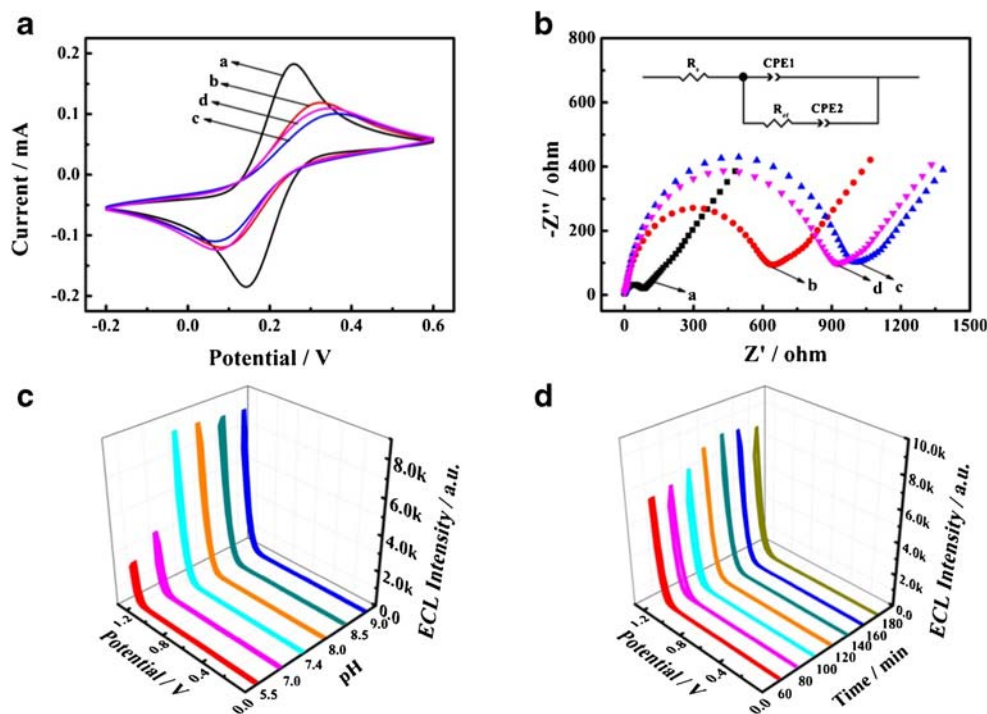 a
0.2
0.1
0.0
-0.1
-0.2
Current / mA
a
b
d
c
-0.2 0.0 0.2 0.4 0.6
Potential / V
b
800
600
400
200
0
-Z'' / ohm
CPE1
CPE2
a
b
d
c
0 300 600 900 1200 1500
Z' / ohm
c
8.0k
6.0k
4.0k
2.0k
0.0
ECL Intensity / a.u.
1.2
0.8
0.4
0.0
Potential / V
5.5
7.0
7.4
8.0
8.5
9.0
pH
d
10.0k
8.0k
6.0k
4.0k
2.0k
0.0
ECL Intensity / a.u.
1.2
0.8
0.4
0.0
Potential / V
60
80
100
120
140
160
180
Time / min